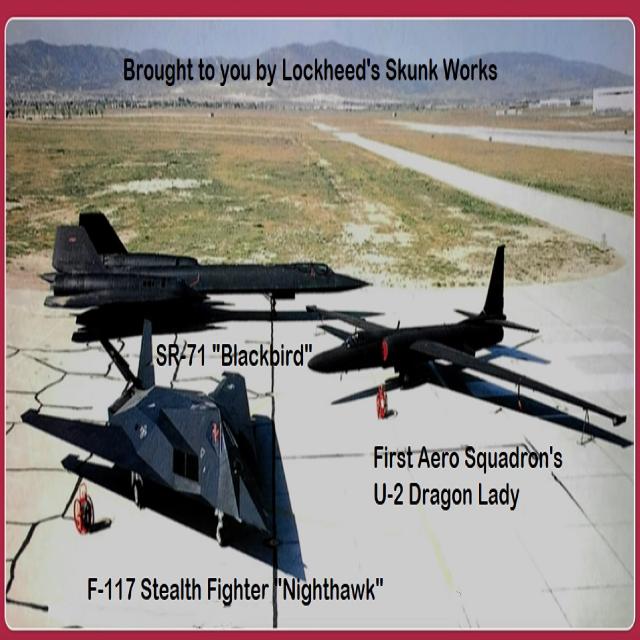 Brought to you by Lockheed's Skunk Works
SR-71 "Blackbird"
First Aero Squadron's
U-2 Dragon Lady
F-117 Stealth Fighter "Nighthawk"